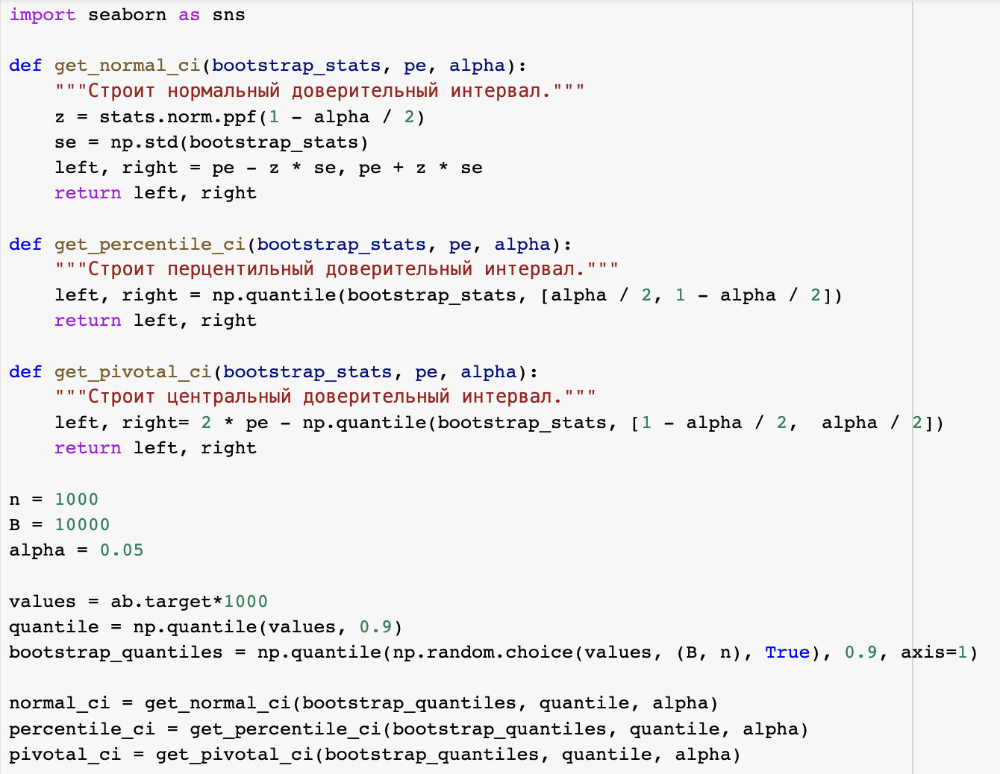 import seaborn as sns
def get_normal_ci(bootstrap_stats, pe, alpha):
"""Строит нормальный доверительный интервал."""
z = stats.norm.ppf(1 - alpha / 2)
se = np.std(bootstrap_stats)
left, right = pe - z * se, pe + z * se
return left, right
def get_percentile_ci(bootstrap_stats, pe, alpha):
"""Строит перцентильный доверительный интервал."""
left, right = np.quantile(bootstrap_stats, [alpha / 2, 1 - alpha / 2])
return left, right
def get_pivotal_ci(bootstrap_stats, pe, alpha):
"""Строит центральный доверительный интервал."""
left, right= 2 * pe - np.quantile(bootstrap_stats, [1 - alpha / 2,  alpha / 2])
return left, right
n = 1000
B = 10000
alpha = 0.05
values = ab.target*1000
quantile = np.quantile(values, 0.9)
bootstrap_quantiles = np.quantile(np.random.choice(values, (B, n), True), 0.9, axis=1)
normal_ci = get_normal_ci(bootstrap_quantiles, quantile, alpha)
percentile_ci = get_percentile_ci(bootstrap_quantiles, quantile, alpha)
pivotal_ci = get_pivotal_ci(bootstrap_quantiles, quantile, alpha)